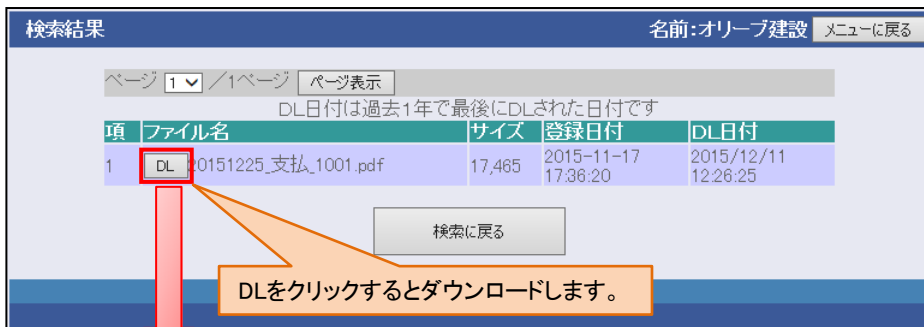 検索結果
名前:オリーブ建設 メニューに戻る
ページ 1 /1ページ ページ表示
DL日付は過去1年で最後にDLされた日付です
項 ファイル名 サイズ 登録日付 DL日付
1 DL 20151225_支払_1001.pdf 17,465 2015-11-17 17:36:20 2015/12/11 12:26:25
検索に戻る
DLをクリックするとダウンロードします。